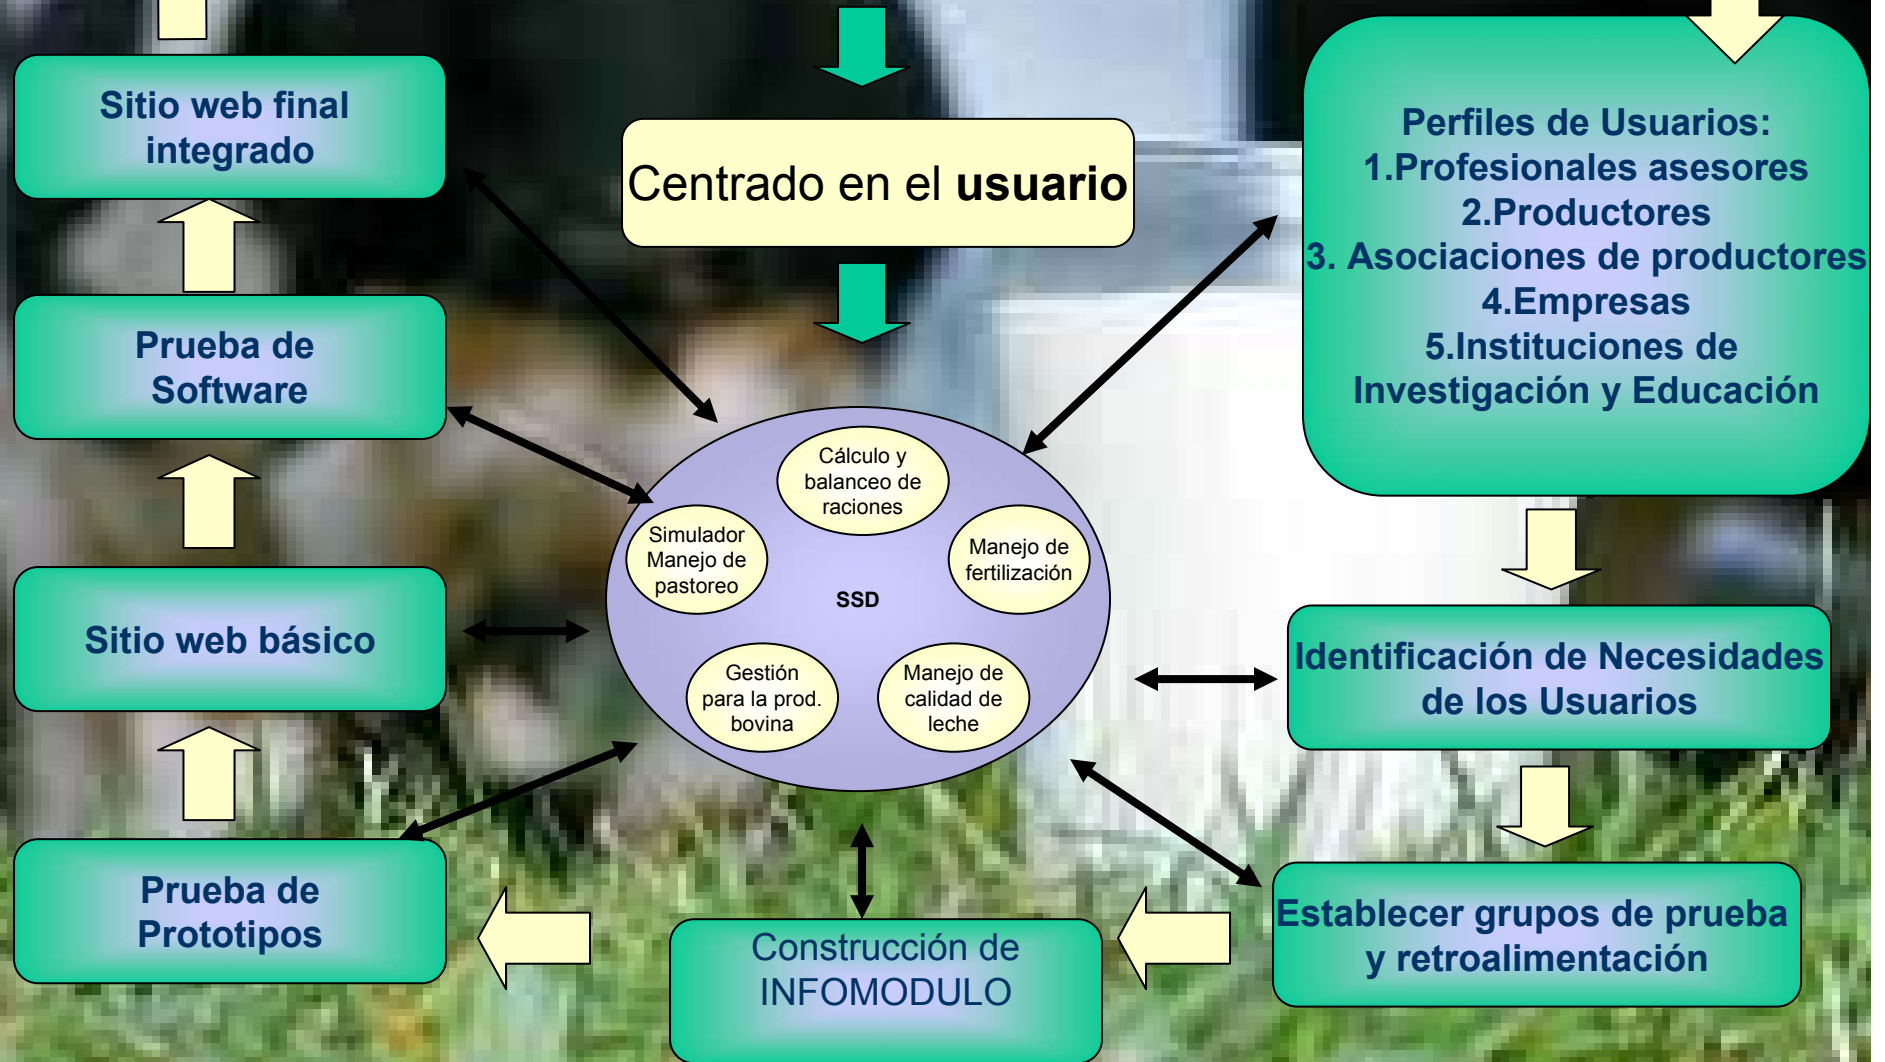 Sitio web final
integrado
Centrado en el usuario
Perfiles de Usuarios:
1.Profesionales asesores
2.Productores
3. Asociaciones de productores
4.Empresas
5.Instituciones de
Investigación y Educación
Prueba de
Software
Cálculo y
balanceo de
raciones
Simulador
Manejo de
pastoreo
Manejo de
fertilización
SSD
Gestión
para la prod.
bovina
Manejo de
calidad de
leche
Sitio web básico
Identificación de Necesidades
de los Usuarios
Prueba de
Prototipos
Construcción de
INFOMODULO
Establecer grupos de prueba
y retroalimentación